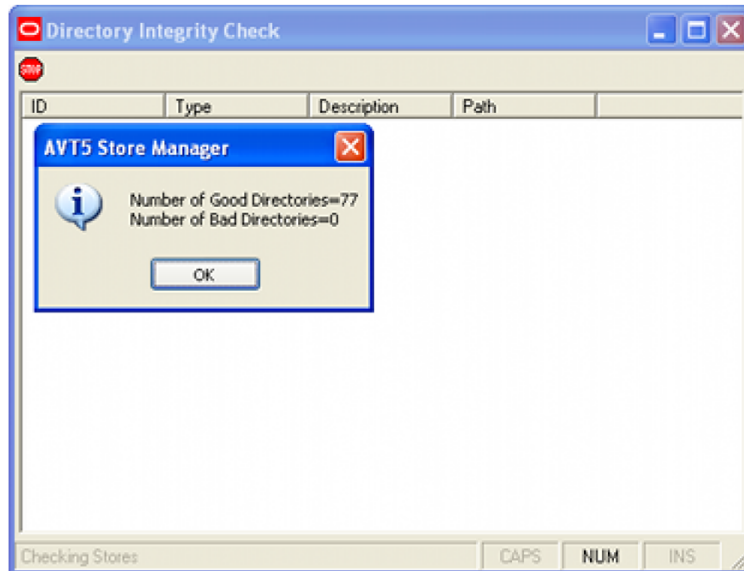 Directory Integrity Check
STOP
ID Type Description Path
AVT5 Store Manager
Number of Good Directories=77
Number of Bad Directories=0
OK
Checking Stores CAPS NUM INS